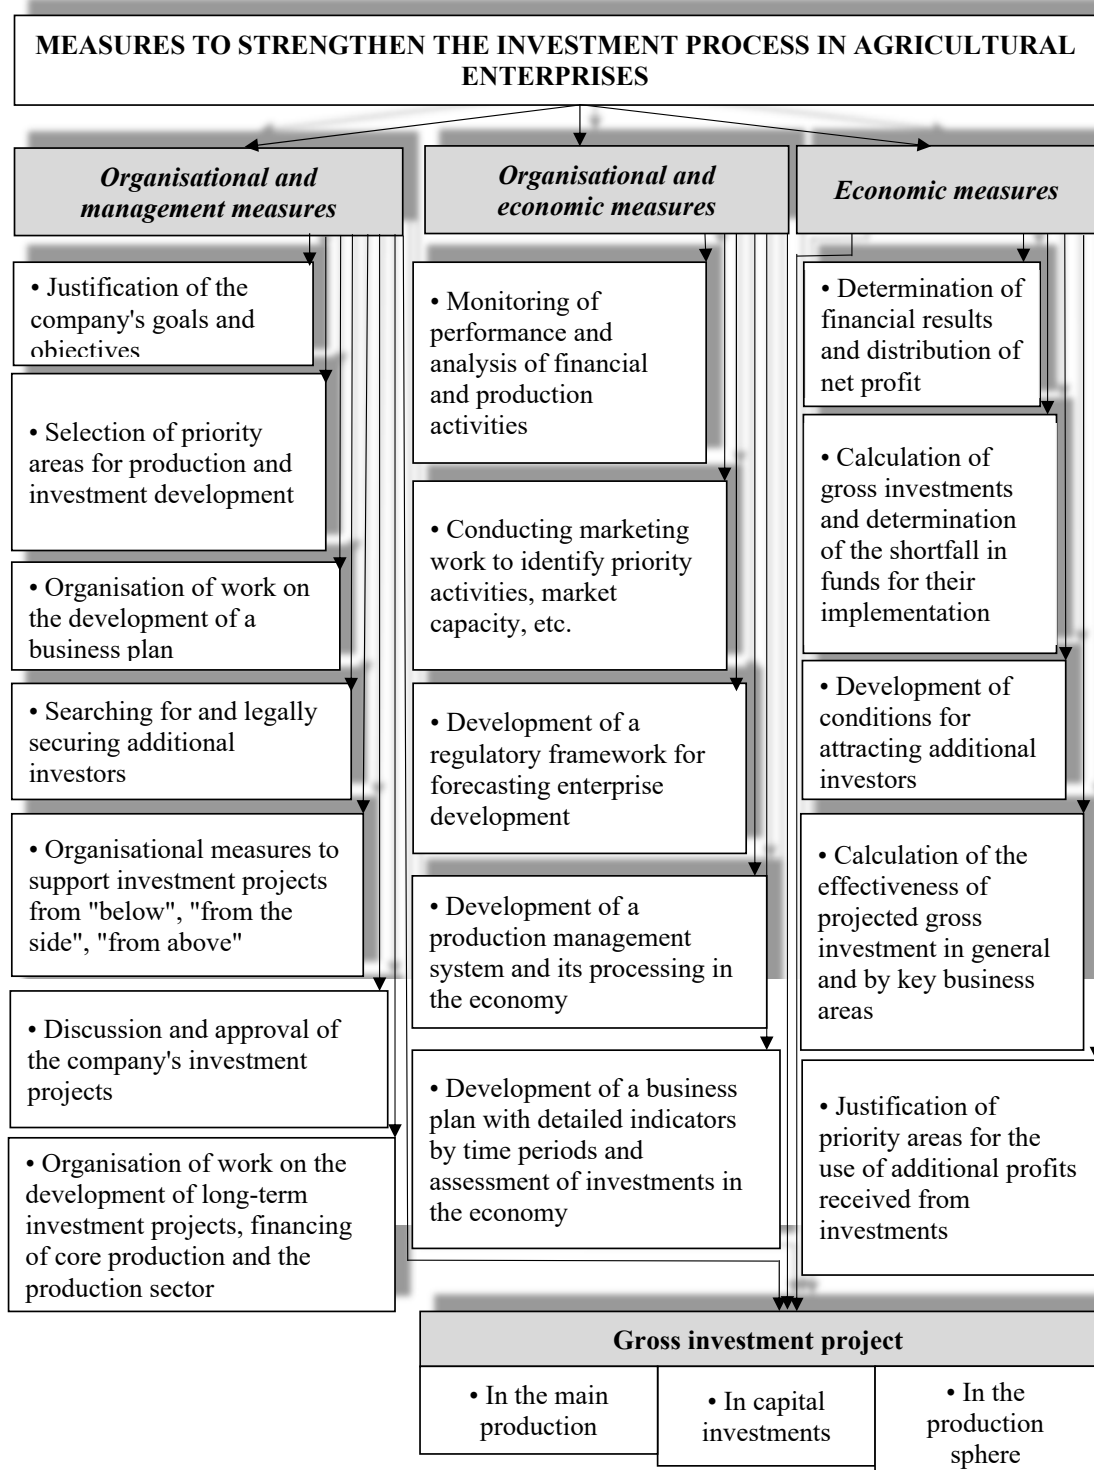 MEASURES TO STRENGTHEN THE INVESTMENT PROCESS IN AGRICULTURAL
ENTERPRISES
Organisational and
management measures
• Justification of the
company's goals and
objectives
• Selection of priority
areas for production and
investment development
• Organisation of work on
the development of a
business plan
• Searching for and legally
securing additional
investors
• Organisational measures to
support investment projects
from "below", "from the
side", "from above"
• Discussion and approval of
the company's investment
projects
• Organisation of work on the
development of long-term
investment projects, financing
of core production and the
production sector
Organisational and
economic measures
• Monitoring of
performance and
analysis of financial
and production
activities
• Conducting marketing
work to identify priority
activities, market
capacity, etc.
• Development of a
regulatory framework for
forecasting enterprise
development
• Development of a
production management
system and its processing in
the economy
• Development of a business
plan with detailed indicators
by time periods and
assessment of investments in
the economy
Economic measures
• Determination of
financial results
and distribution of
net profit
• Calculation of
gross investments
and determination
of the shortfall in
funds for their
implementation
• Development of
conditions for
attracting additional
investors
• Calculation of the
effectiveness of
projected gross
investment in general
and by key business
areas
• Justification of
priority areas for the
use of additional profits
received from
investments
Gross investment project
• In the main
production
• In capital
investments
• In the
production
sphere